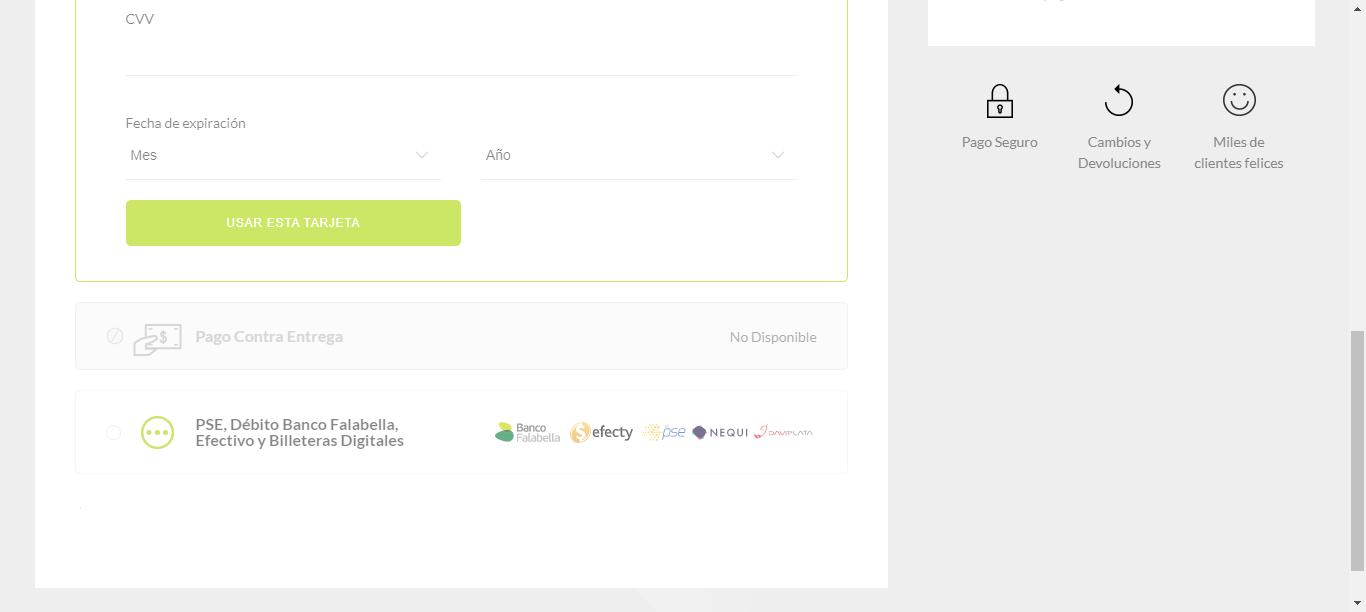 CVV
Fecha de expiración
Mes
Año
USAR ESTA TARJETA
Pago Contra Entrega
No Disponible
PSE, Débito Banco Falabella,
Efectivo y Billeteras Digitales
Banco
Falabella
efecty
pse
NEQUI
DAVIPLATA
Pago Seguro
Cambios y
Devoluciones
Miles de
clientes felices